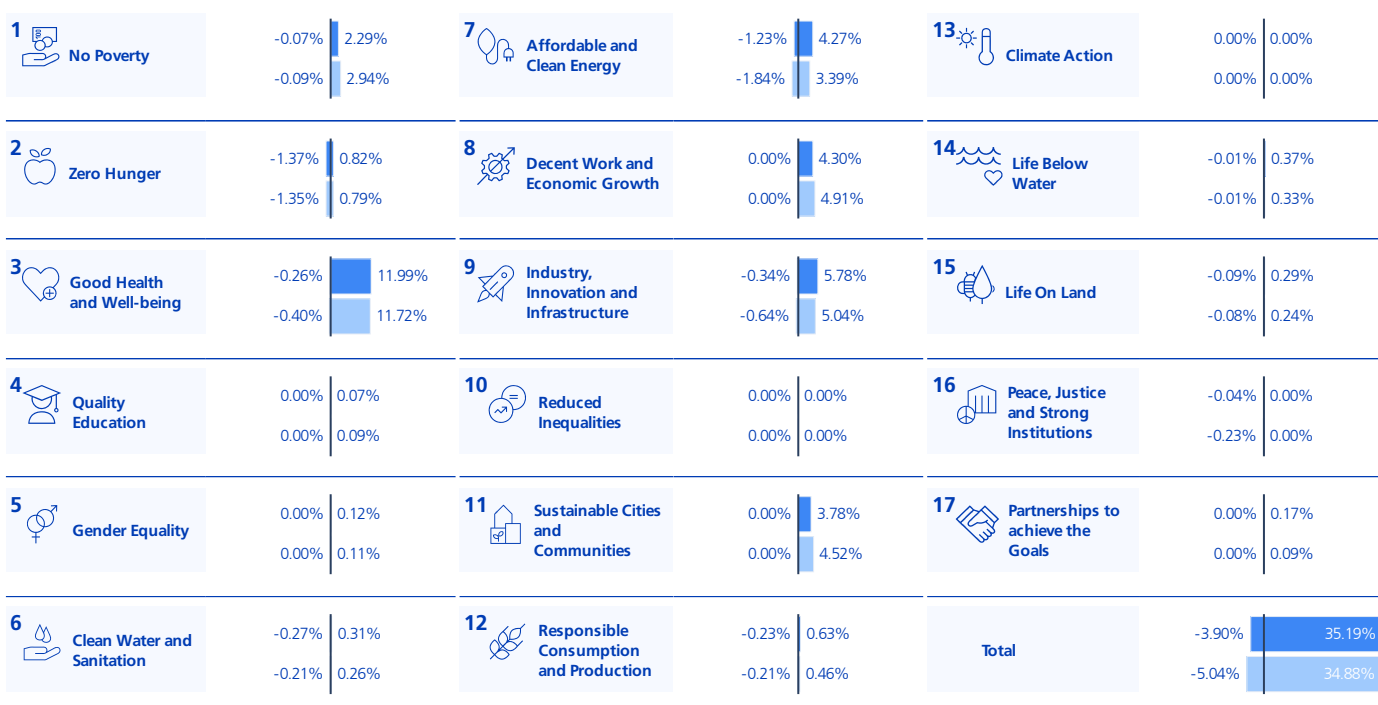 1
No Poverty
-0.07% 2.29%
-0.09% 2.94%
2
Zero Hunger
-1.37% 0.82%
-1.35% 0.79%
3
Good Health
and Well-being
-0.26% 11.99%
-0.40% 11.72%
4
Quality
Education
0.00% 0.07%
0.00% 0.09%
5
Gender Equality
0.00% 0.12%
0.00% 0.11%
6
Clean Water and
Sanitation
-0.27% 0.31%
-0.21% 0.26%
7
Affordable and
Clean Energy
-1.23% 4.27%
-1.84% 3.39%
8
Decent Work and
Economic Growth
0.00% 4.30%
0.00% 4.91%
9
Industry,
Innovation and
Infrastructure
-0.34% 5.78%
-0.64% 5.04%
10
Reduced
Inequalities
0.00% 0.00%
0.00% 0.00%
11
Sustainable Cities
and
Communities
0.00% 3.78%
0.00% 4.52%
12
Responsible
Consumption
and Production
-0.23% 0.63%
-0.21% 0.46%
13
Climate Action
0.00% 0.00%
0.00% 0.00%
14
Life Below
Water
-0.01% 0.37%
-0.01% 0.33%
15
Life On Land
-0.09% 0.29%
-0.08% 0.24%
16
Peace, Justice
and Strong
Institutions
-0.04% 0.00%
-0.23% 0.00%
17
Partnerships to
achieve the
Goals
0.00% 0.17%
0.00% 0.09%
Total
-3.90% 35.19%
-5.04% 34.88%